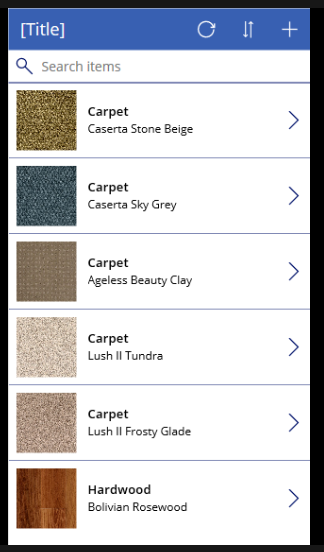 [Title]
Search items
Carpet
Caserta Stone Beige
Carpet
Caserta Sky Grey
Carpet
Ageless Beauty Clay
Carpet
Lush II Tundra
Carpet
Lush II Frosty Glade
Hardwood
Bolivian Rosewood